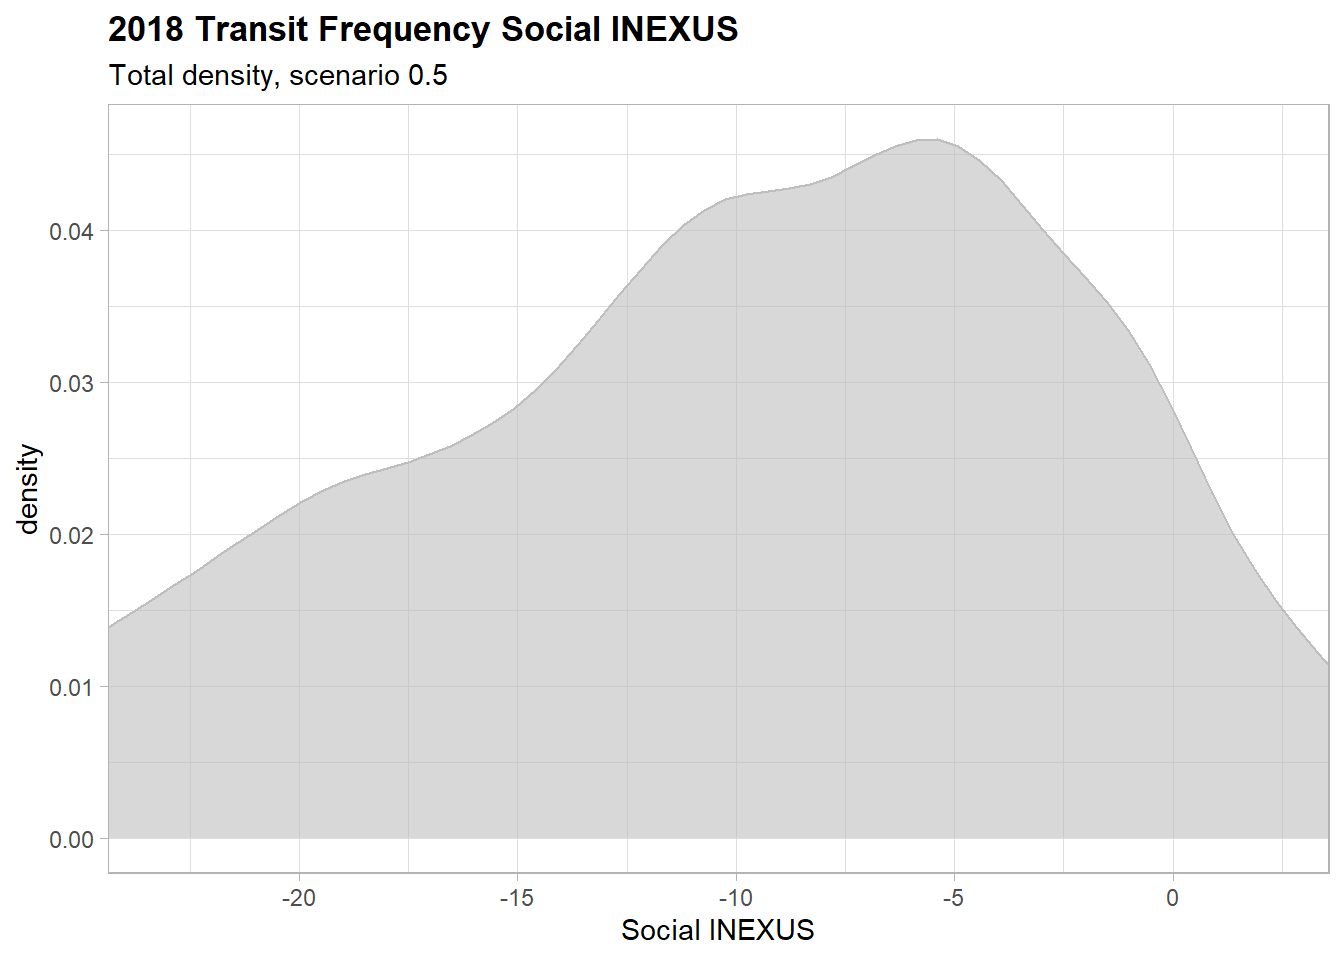 2018 Transit Frequency Social INEXUS
Total density, scenario 0.5
density
0.04
0.03
0.02
0.01
0.00
-20 -15 -10 -5 0
Social INEXUS